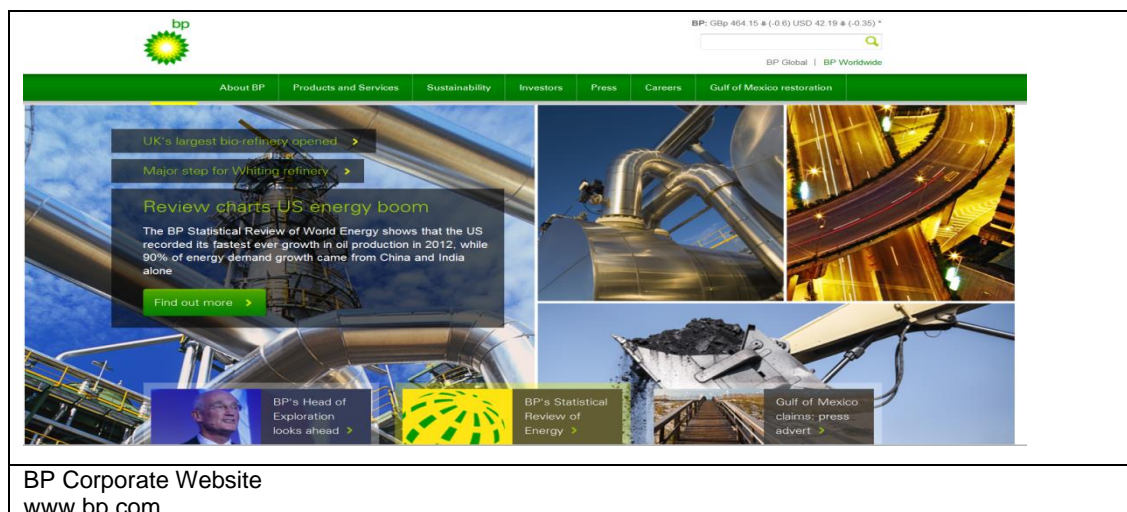 bp
BP: GBp 464.15 (-0.6) USD 42.19 (-0.35) *
BP Global | BP Worldwide
About BP Products and Services Sustainability Investors Press Careers Gulf of Mexico restoration
UK's largest bio-refinery opened >
Major step for Whiting refinery >
Review charts US energy boom
The BP Statistical Review of World Energy shows that the US
recorded its fastest ever growth in oil production in 2012, while
90% of energy demand growth came from China and India
alone
Find out more >
BP's Head of
Exploration
looks ahead >
BP's Statistical
Review of
Energy >
Gulf of Mexico
claims: press
advert >
BP Corporate Website
www.bp.com